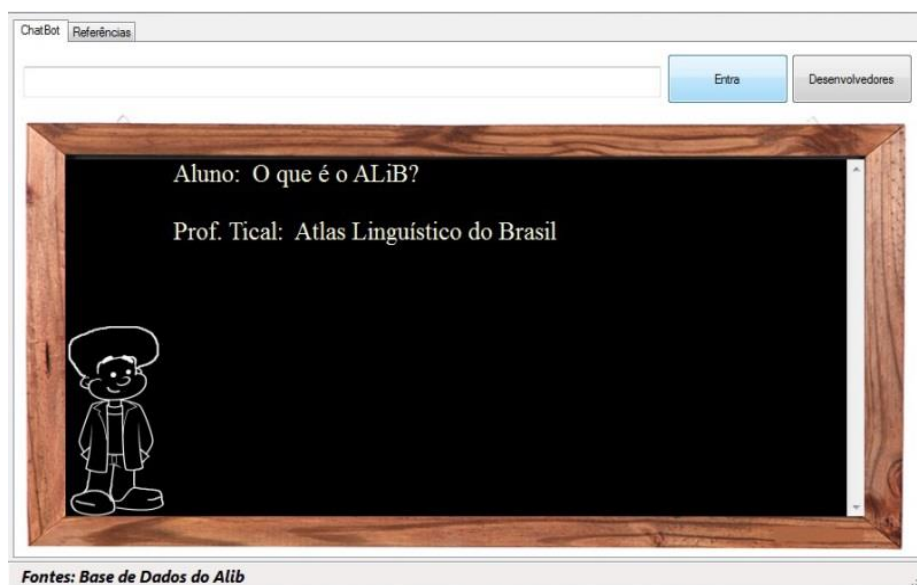 ChatBot Referências
Entra Desenvolvedores
Aluno: O que é o ALiB?
Prof. Tical: Atlas Linguístico do Brasil
Fontes: Base de Dados do Alib